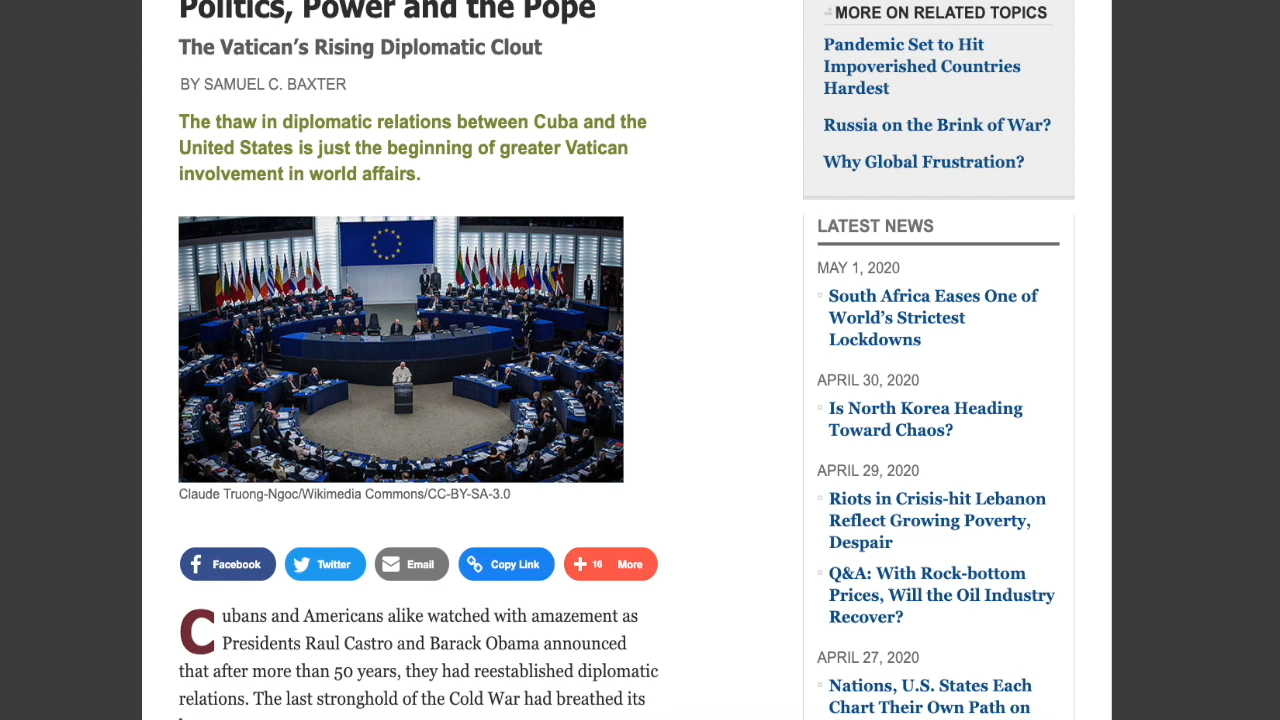 Politics, Power and the Pope
The Vatican's Rising Diplomatic Clout
BY SAMUEL C. BAXTER
The thaw in diplomatic relations between Cuba and the
United States is just the beginning of greater Vatican
involvement in world affairs.
Claude Truong-Ngoc/Wikimedia Commons/CC-BY-SA-3.0
Facebook
Twitter
Email
Copy Link
16 More
Cubans and Americans alike watched with amazement as
Presidents Raul Castro and Barack Obama announced
that after more than 50 years, they had reestablished diplomatic
relations. The last stronghold of the Cold War had breathed its
MORE ON RELATED TOPICS
Pandemic Set to Hit
Impoverished Countries
Hardest
Russia on the Brink of War?
Why Global Frustration?
LATEST NEWS
MAY 1, 2020
South Africa Eases One of
World's Strictest
Lockdowns
APRIL 30, 2020
Is North Korea Heading
Toward Chaos?
APRIL 29, 2020
Riots in Crisis-hit Lebanon
Reflect Growing Poverty,
Despair
Q&A: With Rock-bottom
Prices, Will the Oil Industry
Recover?
APRIL 27, 2020
Nations, U.S. States Each
Chart Their Own Path on